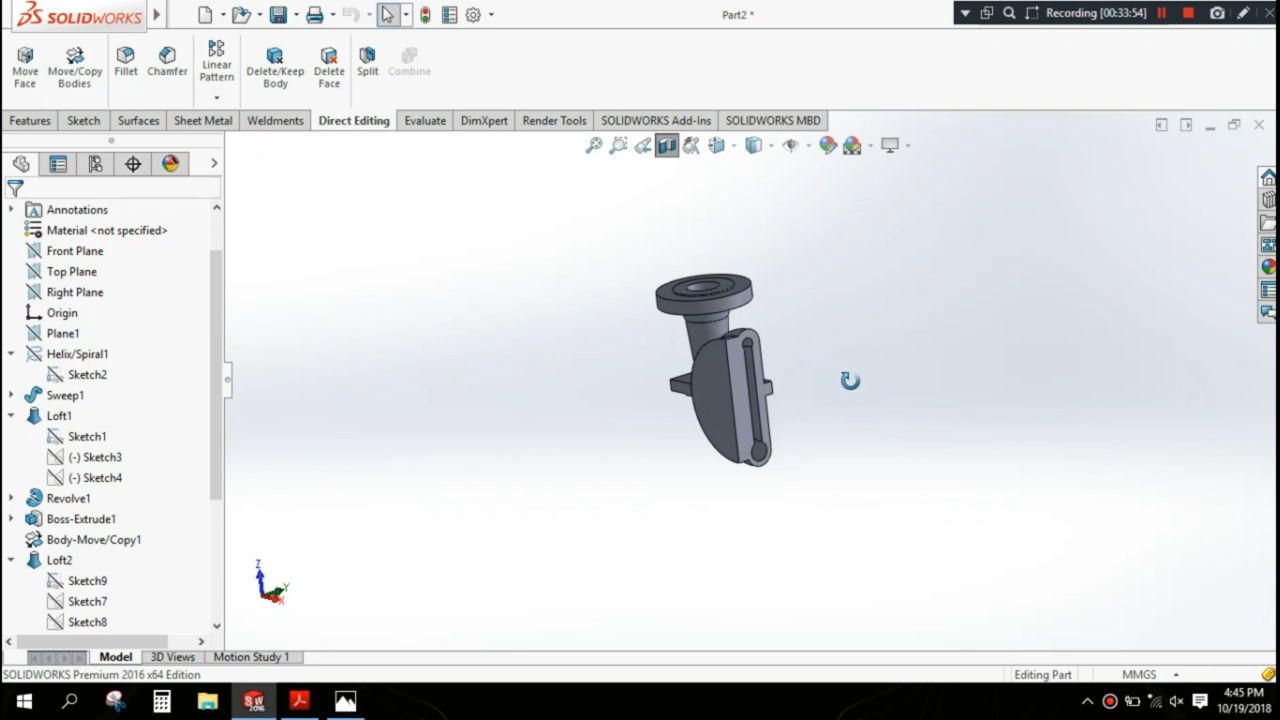 SOLIDWORKS
Part2 *
Recording [00:33:54]
Move Face
Move/Copy Bodies
Fillet
Chamfer
Linear Pattern
Delete/Keep Body
Delete Face
Split
Combine
Features
Sketch
Surfaces
Sheet Metal
Weldments
Direct Editing
Evaluate
DimXpert
Render Tools
SOLIDWORKS Add-Ins
SOLIDWORKS MBD
Annotations
Material <not specified>
Front Plane
Top Plane
Right Plane
Origin
Plane1
Helix/Spiral1
Sketch2
Sweep1
Loft1
Sketch1
(-) Sketch3
(-) Sketch4
Revolve1
Boss-Extrude1
Body-Move/Copy1
Loft2
Sketch9
Sketch7
Sketch8
Z
Y
X
Model
3D Views
Motion Study 1
SOLIDWORKS Premium 2016 x64 Edition
Editing Part
MMGS
SW
2016
4:45 PM
10/19/2018